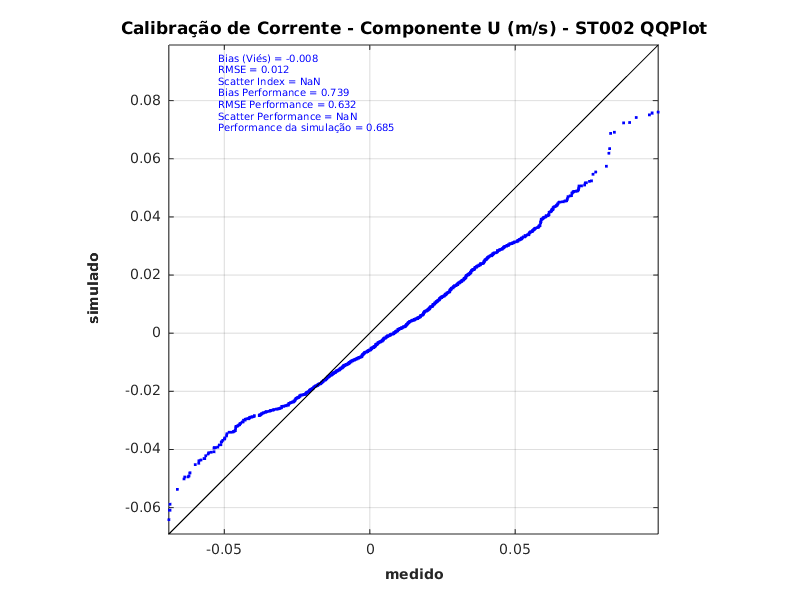 Calibração de Corrente - Componente U (m/s) - ST002 QQPlot
Bias (Viés) = -0.008
RMSE = 0.012
Scatter Index = NaN
Bias Performance = 0.739
RMSE Performance = 0.632
Scatter Performance = NaN
Performance da simulação = 0.685
0.08
0.06
0.04
0.02
0
-0.02
-0.04
-0.06
simulado
-0.05
0
0.05
medido